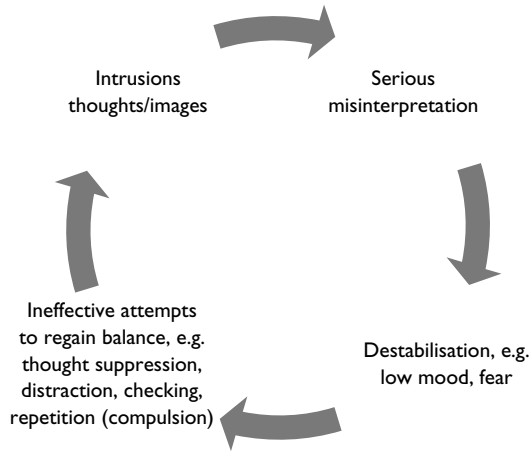 Intrusions
thoughts/images
Serious
misinterpretation
Destabilisation, e.g.
low mood, fear
Ineffective attempts
to regain balance, e.g.
thought suppression,
distraction, checking,
repetition (compulsion)